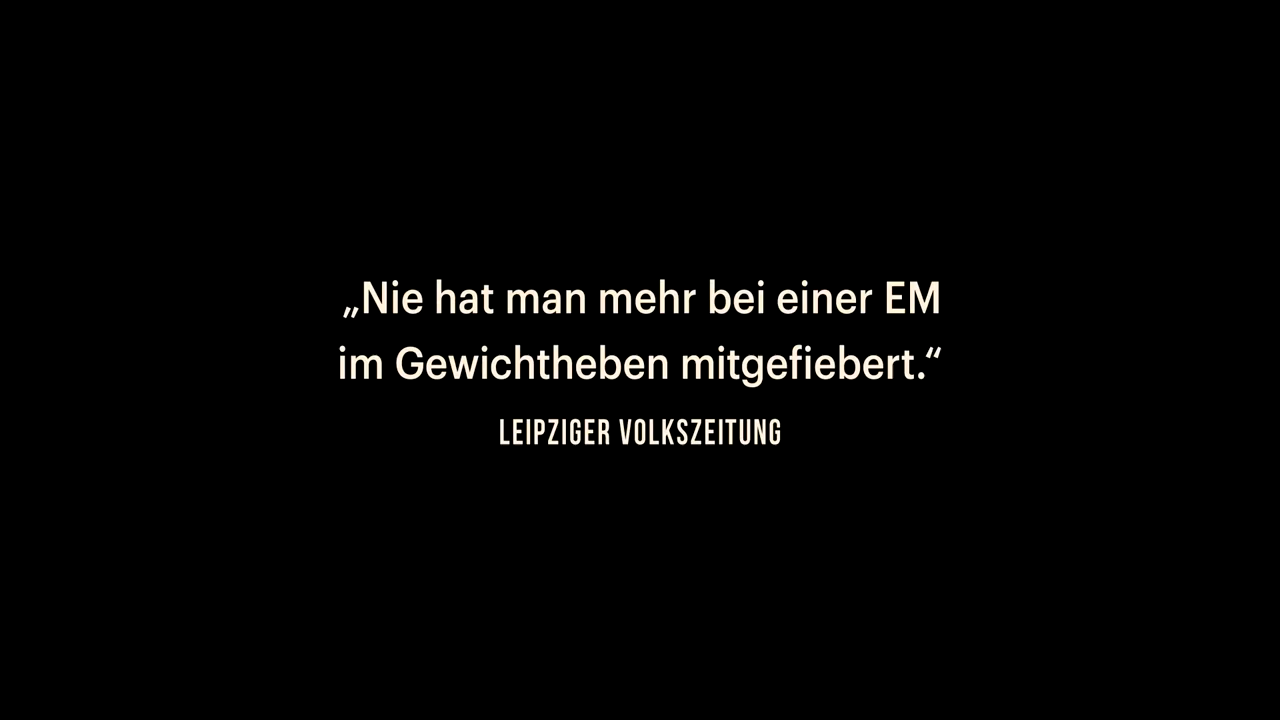 „Nie hat man mehr bei einer EM
im Gewichtheben mitgefiebert.“
LEIPZIGER VOLKSZEITUNG